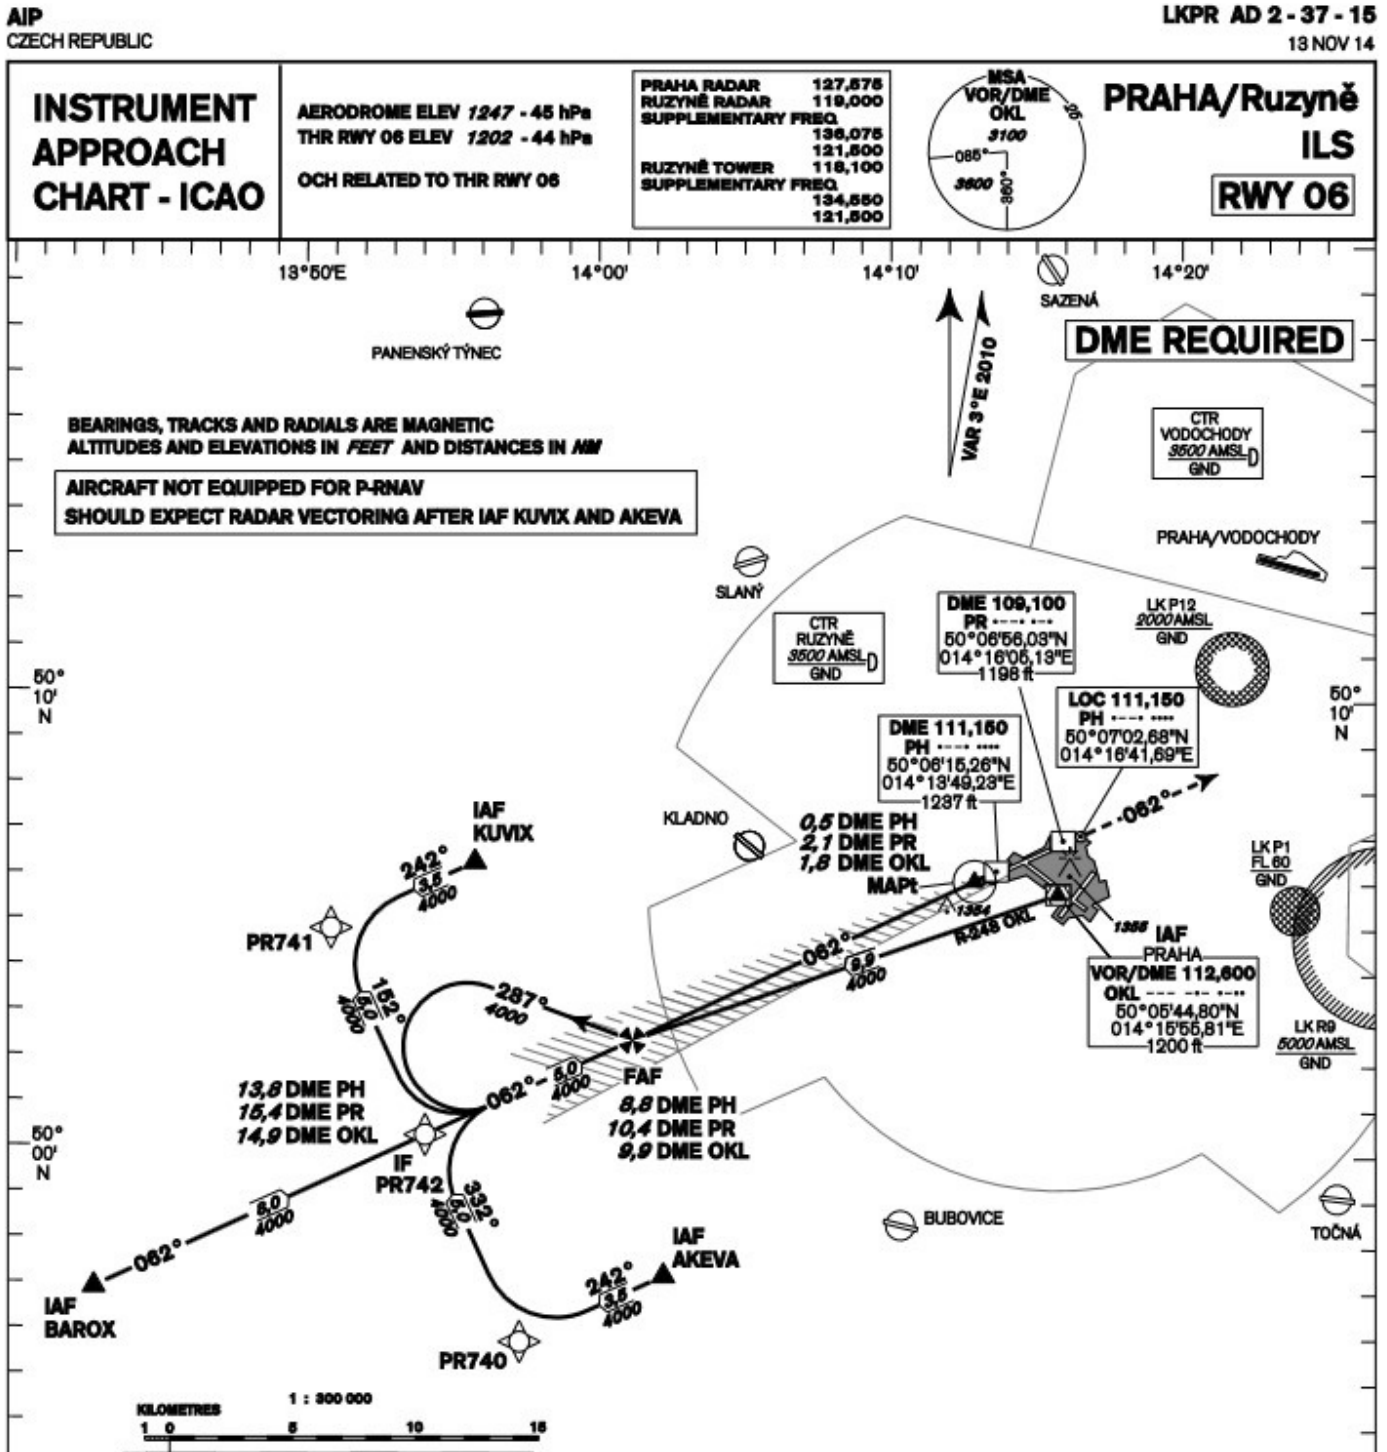 AIP
CZECH REPUBLIC
LKPR AD 2 - 37 - 15
13 NOV 14
INSTRUMENT
APPROACH
CHART - ICAO
AERODROME ELEV 1247 - 45 hPa
THR RWY 06 ELEV 1202 - 44 hPa
OCH RELATED TO THR RWY 06
PRAHA RADAR 127,575
RUZYNĚ RADAR 119,000
SUPPLEMENTARY FREQ.
136,075
121,500
RUZYNĚ TOWER 118,100
SUPPLEMENTARY FREQ.
134,550
121,500
MSA
VOR/DME
OKL
3100
25
085°
3600
360°
PRAHA/Ruzyně
ILS
RWY 06
13°50'E
14°00'
14°10'
14°20'
SAZENÁ
PANENSKÝ TÝNEC
DME REQUIRED
VAR 3°E 2010
BEARINGS, TRACKS AND RADIALS ARE MAGNETIC
ALTITUDES AND ELEVATIONS IN FEET AND DISTANCES IN NM
AIRCRAFT NOT EQUIPPED FOR P-RNAV
SHOULD EXPECT RADAR VECTORING AFTER IAF KUVIX AND AKEVA
CTR
VODOCHODY
3500 AMSL D
GND
PRAHA/VODOCHODY
SLANÝ
CTR
RUZYNĚ
3500 AMSL D
GND
DME 109,100
PR ·--· ·-·
50°06'56,03"N
014°16'05,13"E
1198 ft
LK P12
2000 AMSL
GND
50°
10'
N
50°
10'
N
LOC 111,150
PH ·--· ····
50°07'02,68"N
014°16'41,69"E
DME 111,150
PH ·--· ····
50°06'15,26"N
014°13'49,23"E
1237 ft
062°
KLADNO
0,5 DME PH
2,1 DME PR
1,8 DME OKL
MAPt
IAF
KUVIX
242°
3,5
4000
LK P1
FL 60
GND
1354
R-248 OKL
1355
PR741
062°
9,9
4000
IAF
PRAHA
VOR/DME 112,600
OKL --- -·- ·-··
50°05'44,80"N
014°15'55,81"E
1200 ft
152°
5,0
4000
287°
4000
LK R9
5000 AMSL
GND
062°
5,0
4000
FAF
13,8 DME PH
15,4 DME PR
14,9 DME OKL
8,8 DME PH
10,4 DME PR
9,9 DME OKL
50°
00'
N
50°
00'
N
IF
PR742
332°
5,0
4000
8,0
4000
062°
BUBOVICE
TOČNÁ
IAF
AKEVA
242°
3,5
4000
IAF
BAROX
PR740
1 : 300 000
KILOMETRES
1 0 5 10 15